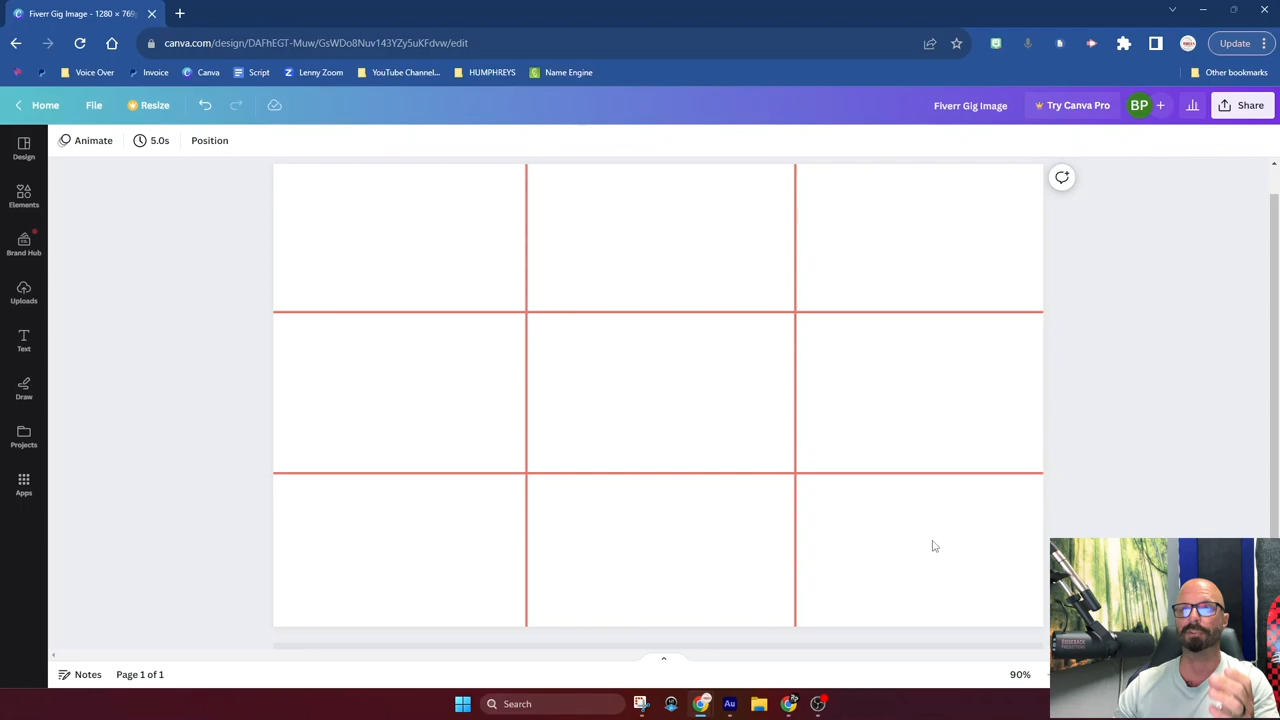 Fiverr Gig Image - 1280 × 769
canva.com/design/DAFhEGT-Muw/GsWDo8Nuv143YZy5uKFdvw/edit
Update
Voice Over
Invoice
Canva
Script
Lenny Zoom
YouTube Channel...
HUMPHREYS
Name Engine
Other bookmarks
Home
File
Resize
Fiverr Gig Image
Try Canva Pro
BP
Share
Design
Elements
Brand Hub
Uploads
Text
Draw
Projects
Apps
Animate
5.0s
Position
Notes
Page 1 of 1
90%
Search
Au
PRODUCTIONS